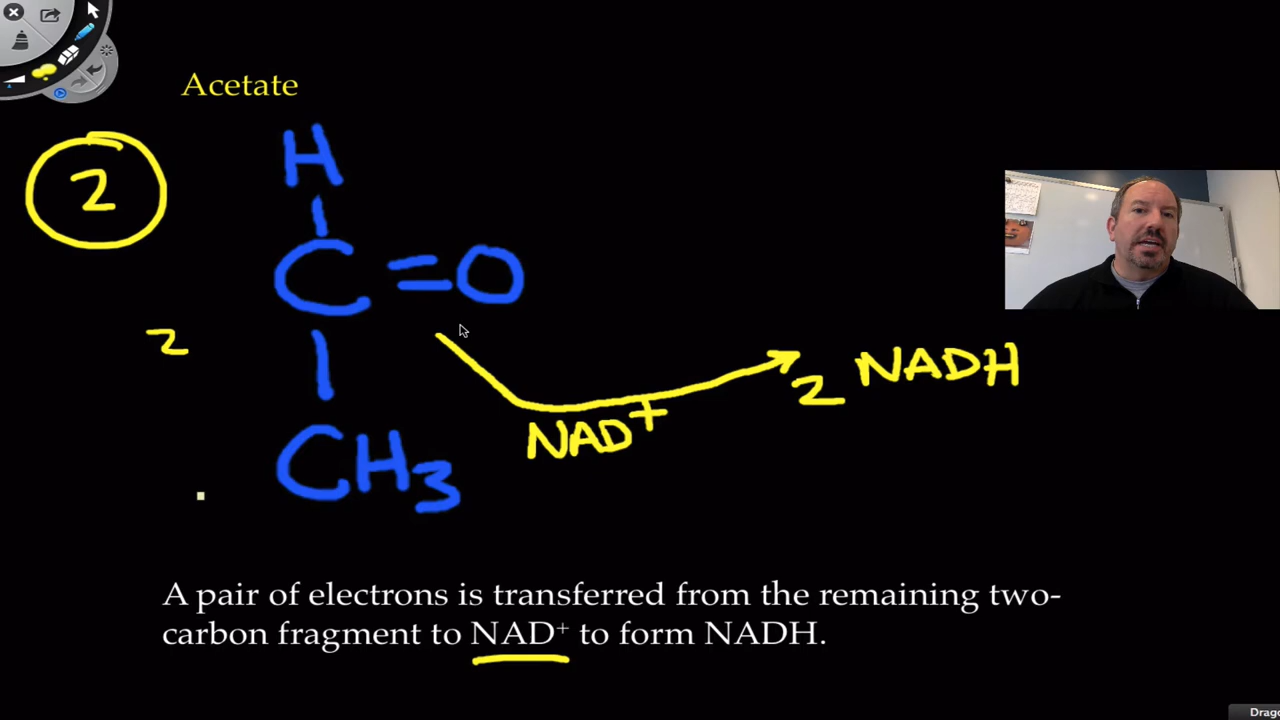 Acetate
2
H
C=O
2
CH3
NAD+
2 NADH
A pair of electrons is transferred from the remaining two-
carbon fragment to NAD+ to form NADH.
Drago